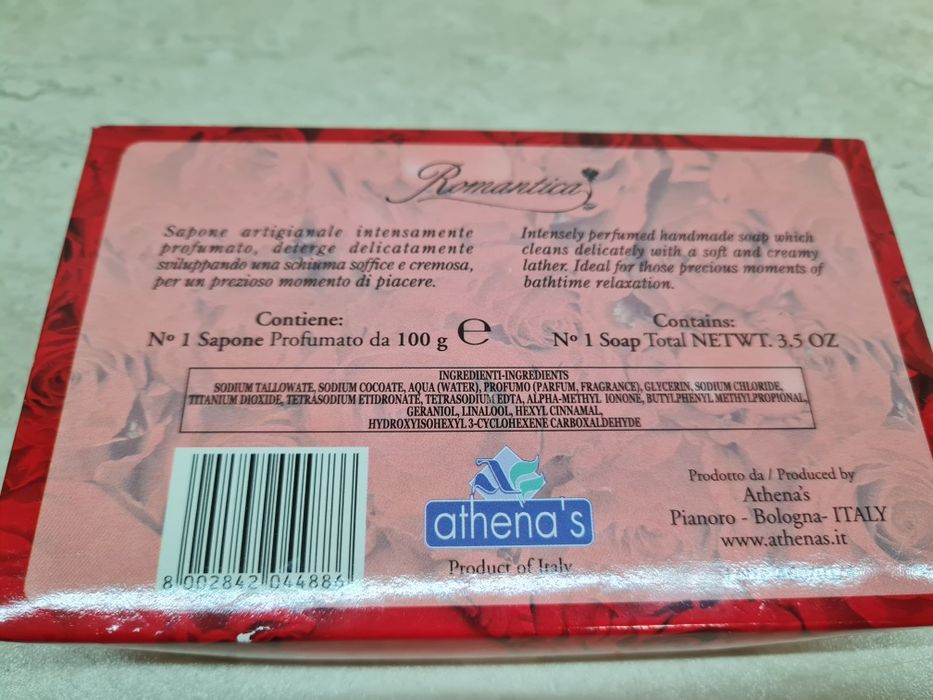 Romantica
Sapone artigianale intensamente
profumato, deterge delicatamente
sviluppando una schiuma soffice e cremosa,
per un prezioso momento di piacere.
Intensely perfumed handmade soap which
cleans delicately with a soft and creamy
lather. Ideal for those precious moments of
bathtime relaxation.
Contiene:
Nº 1 Sapone Profumato da 100 g ℮
Contains:
Nº 1 Soap Total NETWT. 3.5 OZ
INGREDIENTI-INGREDIENTS
SODIUM TALLOWATE, SODIUM COCOATE, AQUA (WATER), PROFUMO (PARFUM, FRAGRANCE), GLYCERIN, SODIUM CHLORIDE,
TITANIUM DIOXIDE, TETRASODIUM ETIDRONATE, TETRASODIUM EDTA, ALPHA-METHYL IONONE, BUTYLPHENYL METHYLPROPIONAL,
GERANIOL, LINALOOL, HEXYL CINNAMAL,
HYDROXYISOHEXYL 3-CYCLOHEXENE CARBOXALDEHYDE
8 002842 044886
athena's
Product of Italy
Prodotto da / Produced by
Athena's
Pianoro - Bologna- ITALY
www.athenas.it